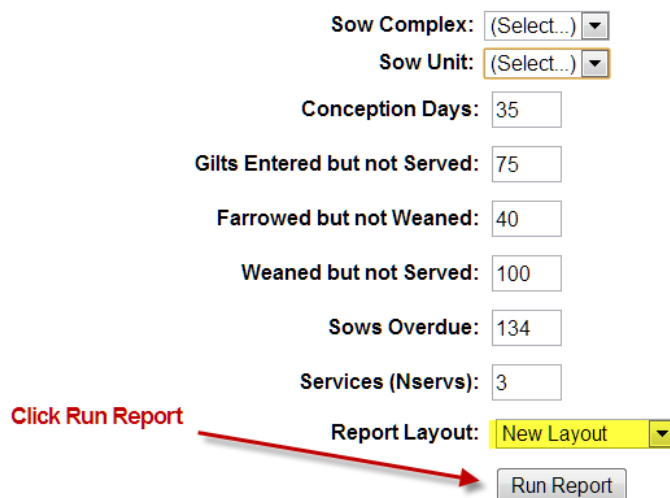 Sow Complex: (Select...)
Sow Unit: (Select...)
Conception Days: 35
Gilts Entered but not Served: 75
Farrowed but not Weaned: 40
Weaned but not Served: 100
Sows Overdue: 134
Services (Nservs): 3
Click Run Report
Report Layout: New Layout
Run Report